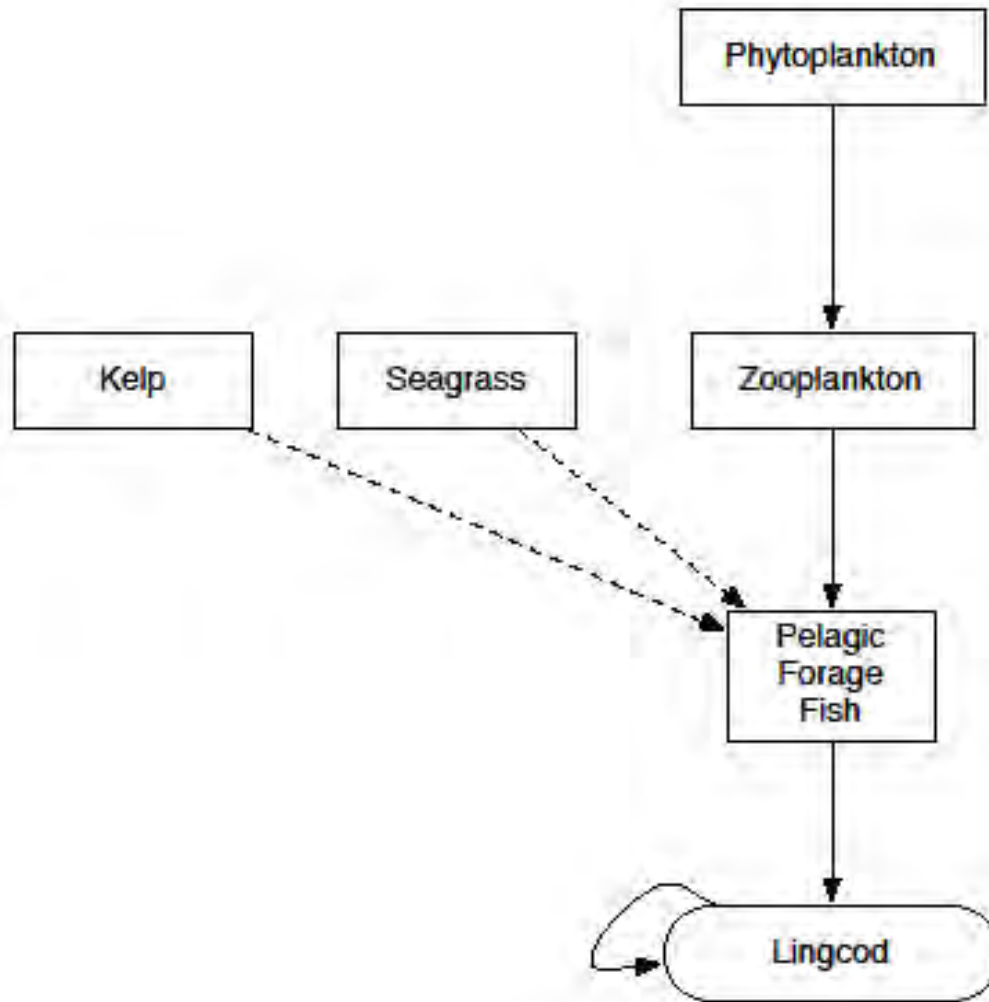 Phytoplankton
Kelp
Seagrass
Zooplankton
Pelagic
Forage
Fish
Lingcod